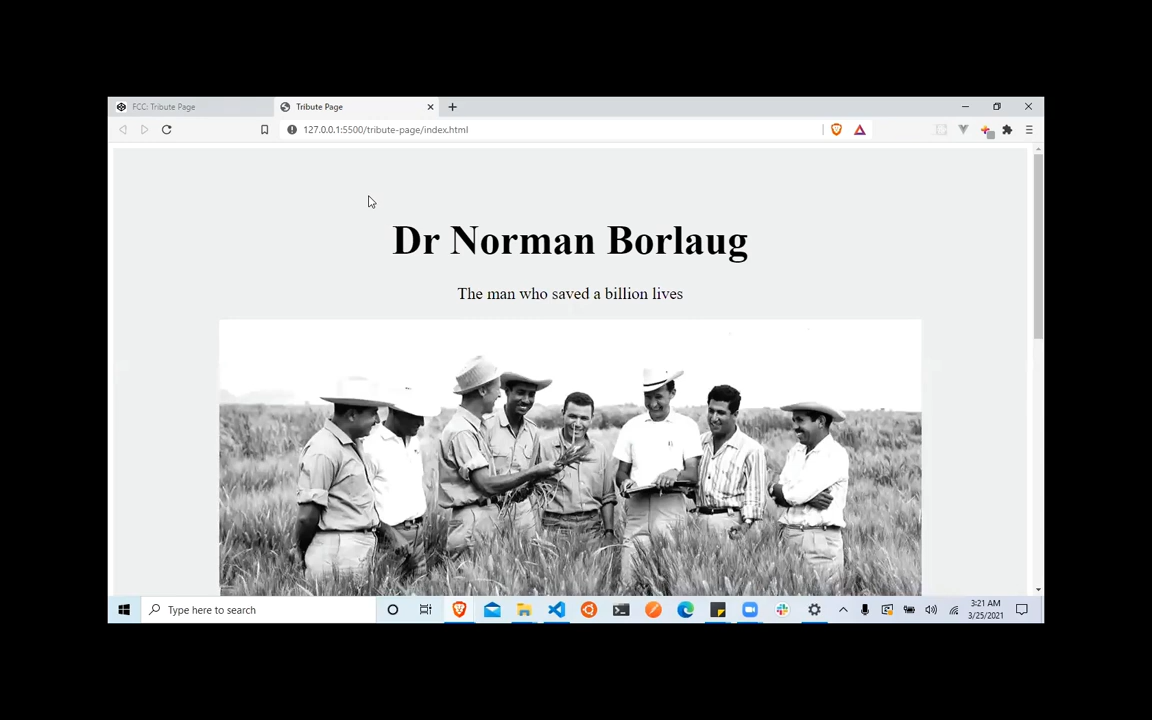 FCC: Tribute Page
Tribute Page
127.0.0.1:5500/tribute-page/index.html
Dr Norman Borlaug
The man who saved a billion lives
Type here to search
3:21 AM
3/25/2021